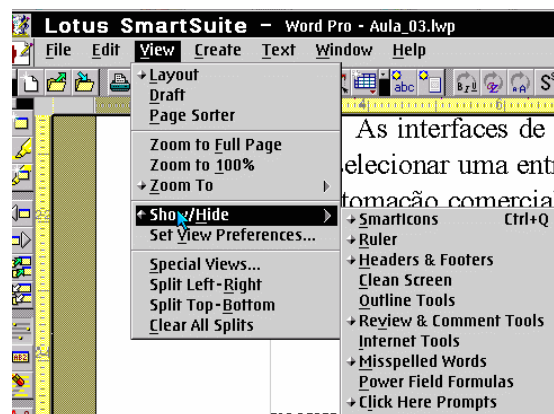 Lotus SmartSuite – Word Pro - Aula_03.lwp
File Edit View Create Text Window Help
Layout
Draft
Page Sorter
Zoom to Full Page
Zoom to 100%
Zoom To
Show/Hide
Set View Preferences...
Special Views...
Split Left-Right
Split Top-Bottom
Clear All Splits
SmartIcons Ctrl+Q
Ruler
Headers & Footers
Clean Screen
Outline Tools
Review & Comment Tools
Internet Tools
Misspelled Words
Power Field Formulas
Click Here Prompts
As interfaces de
elecionar uma entr
tomação comercial
abc